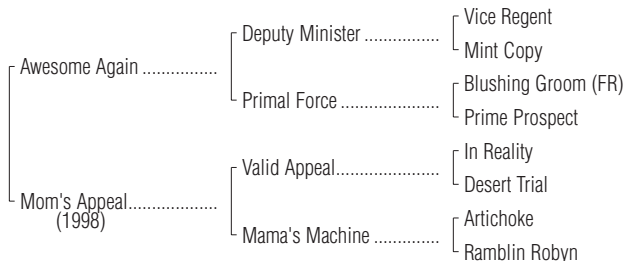 Vice Regent
Deputy Minister ...............
Mint Copy
Awesome Again ...............
Blushing Groom (FR)
Primal Force ....................
Prime Prospect
In Reality
Valid Appeal.....................
Desert Trial
Mom's Appeal..................
(1998)
Artichoke
Mama's Machine .............
Ramblin Robyn